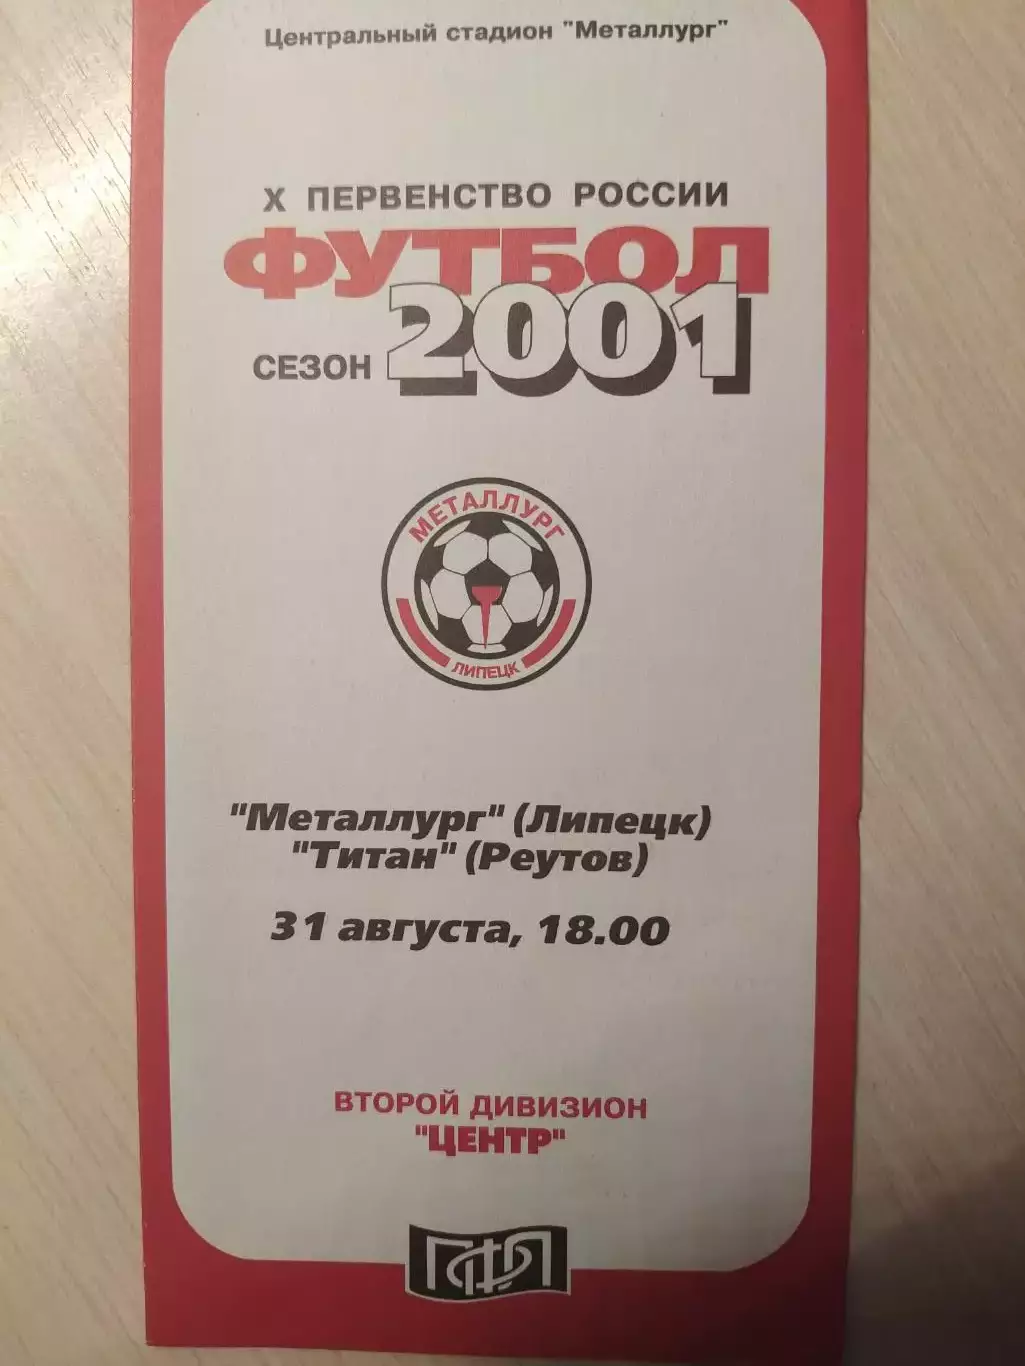 Центральный стадион "Металлург"
X ПЕРВЕНСТВО РОССИИ
ФУТБОЛ
СЕЗОН 2001
МЕТАЛЛУРГ
ЛИПЕЦК
"Металлург" (Липецк)
"Титан" (Реутов)
31 августа, 18.00
ВТОРОЙ ДИВИЗИОН
"ЦЕНТР"
ПФЛ